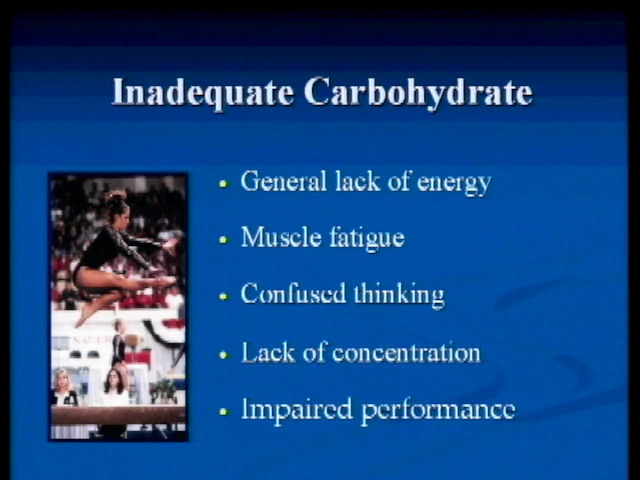 Inadequate Carbohydrate
General lack of energy
Muscle fatigue
Confused thinking
Lack of concentration
Impaired performance